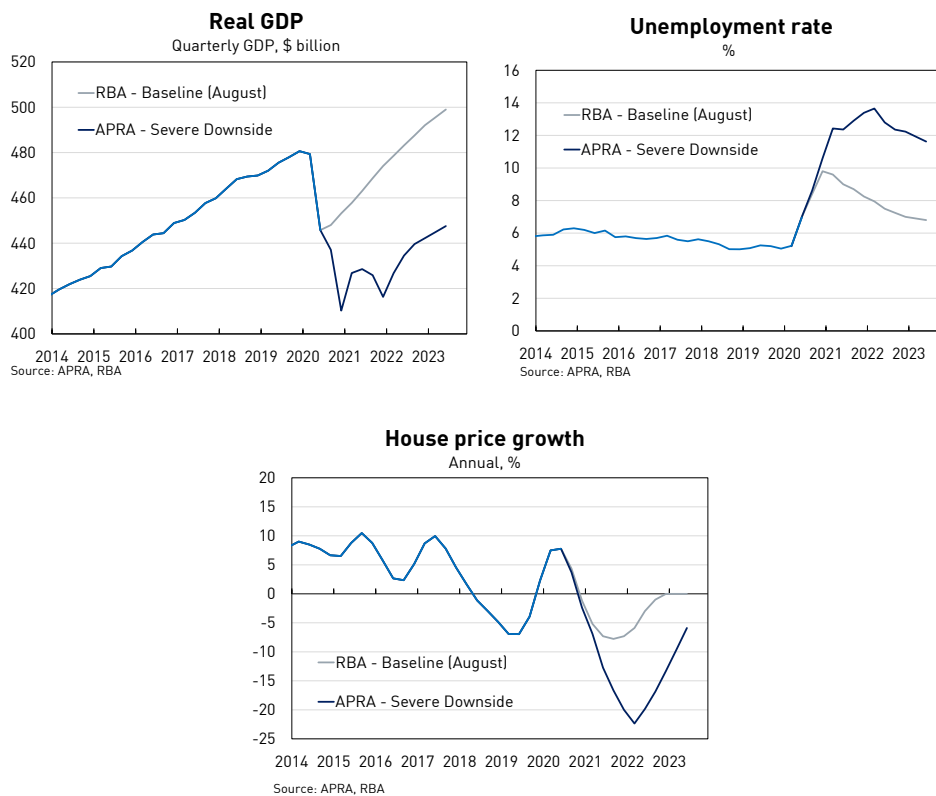 Real GDP
Quarterly GDP, $ billion
520
500
480
460
440
420
400
RBA - Baseline (August)
APRA - Severe Downside
2014 2015 2016 2017 2018 2019 2020 2021 2022 2023
Source: APRA, RBA
Unemployment rate
%
16
14
12
10
8
6
4
2
0
RBA - Baseline (August)
APRA - Severe Downside
2014 2015 2016 2017 2018 2019 2020 2021 2022 2023
Source: APRA, RBA
House price growth
Annual, %
20
15
10
5
0
-5
-10
-15
-20
-25
RBA - Baseline (August)
APRA - Severe Downside
2014 2015 2016 2017 2018 2019 2020 2021 2022 2023
Source: APRA, RBA